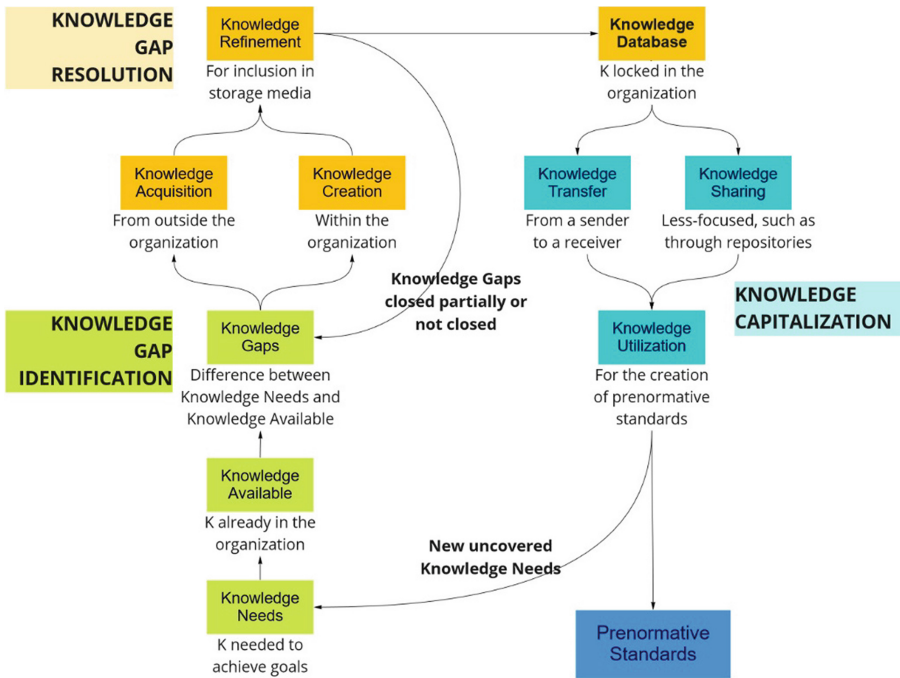 KNOWLEDGE
GAP
RESOLUTION
Knowledge
Refinement
For inclusion in
storage media
Knowledge
Database
K locked in the
organization
Knowledge
Acquisition
From outside the
organization
Knowledge
Creation
Within the
organization
Knowledge
Transfer
From a sender
to a receiver
Knowledge
Sharing
Less-focused, such as
through repositories
Knowledge Gaps
closed partially or
not closed
KNOWLEDGE
CAPITALIZATION
KNOWLEDGE
GAP
IDENTIFICATION
Knowledge
Gaps
Difference between
Knowledge Needs and
Knowledge Available
Knowledge
Utilization
For the creation
of prenormative
standards
Knowledge
Available
K already in the
organization
New uncovered
Knowledge Needs
Knowledge
Needs
K needed to
achieve goals
Prenormative
Standards